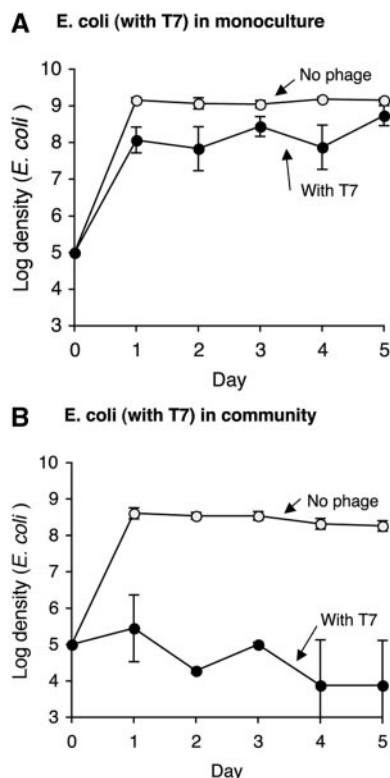 A E. coli (with T7) in monoculture
10
9
8
7
6
5
4
3
Log density (E. coli)
No phage
With T7
0 1 2 3 4 5
Day
B E. coli (with T7) in community
10
9
8
7
6
5
4
3
Log density (E. coli)
No phage
With T7
0 1 2 3 4 5
Day